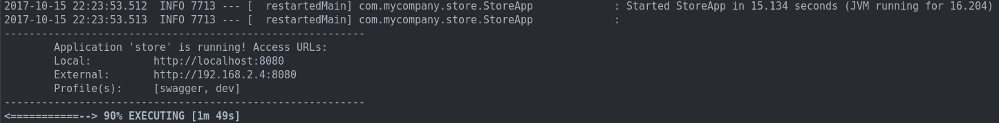 2017-10-15 22:23:53.512  INFO 7713 --- [  restartedMain] com.mycompany.store.StoreApp             : Started StoreApp in 15.134 seconds (JVM running for 16.204)
2017-10-15 22:23:53.513  INFO 7713 --- [  restartedMain] com.mycompany.store.StoreApp             :
----------------------------------------------------------
        Application 'store' is running! Access URLs:
        Local:          http://localhost:8080
        External:       http://192.168.2.4:8080
        Profile(s):     [swagger, dev]
----------------------------------------------------------
<===========--> 90% EXECUTING [1m 49s]